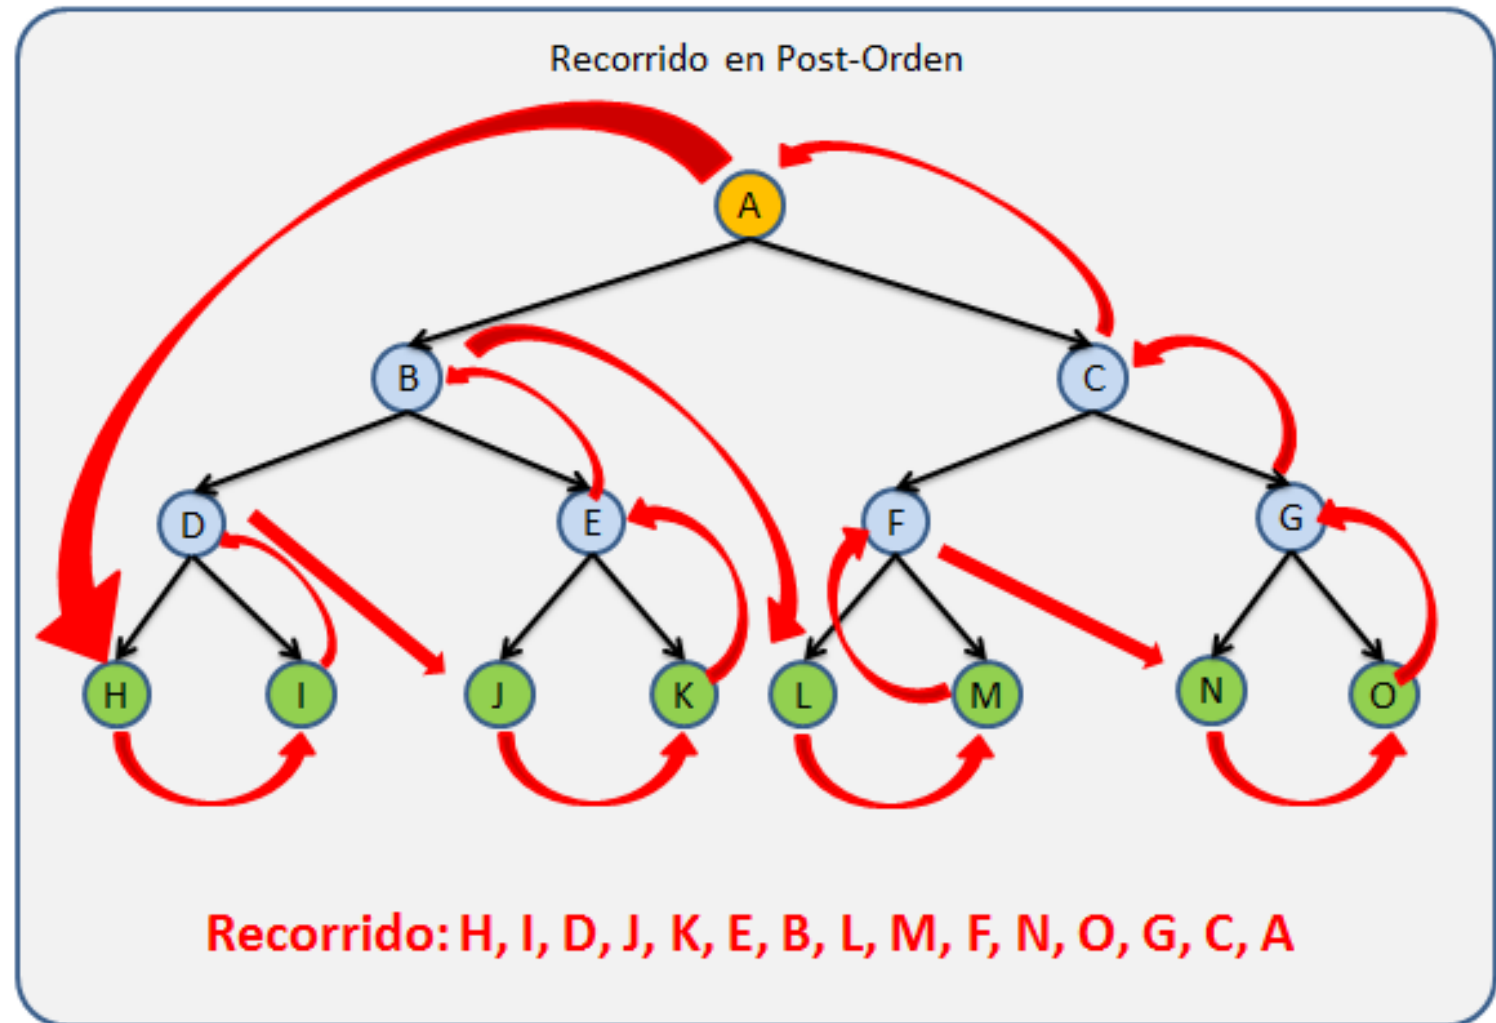 Recorrido en Post-Orden
A
B
C
D
E
F
G
H
I
J
K
L
M
N
O
Recorrido: H, I, D, J, K, E, B, L, M, F, N, O, G, C, A